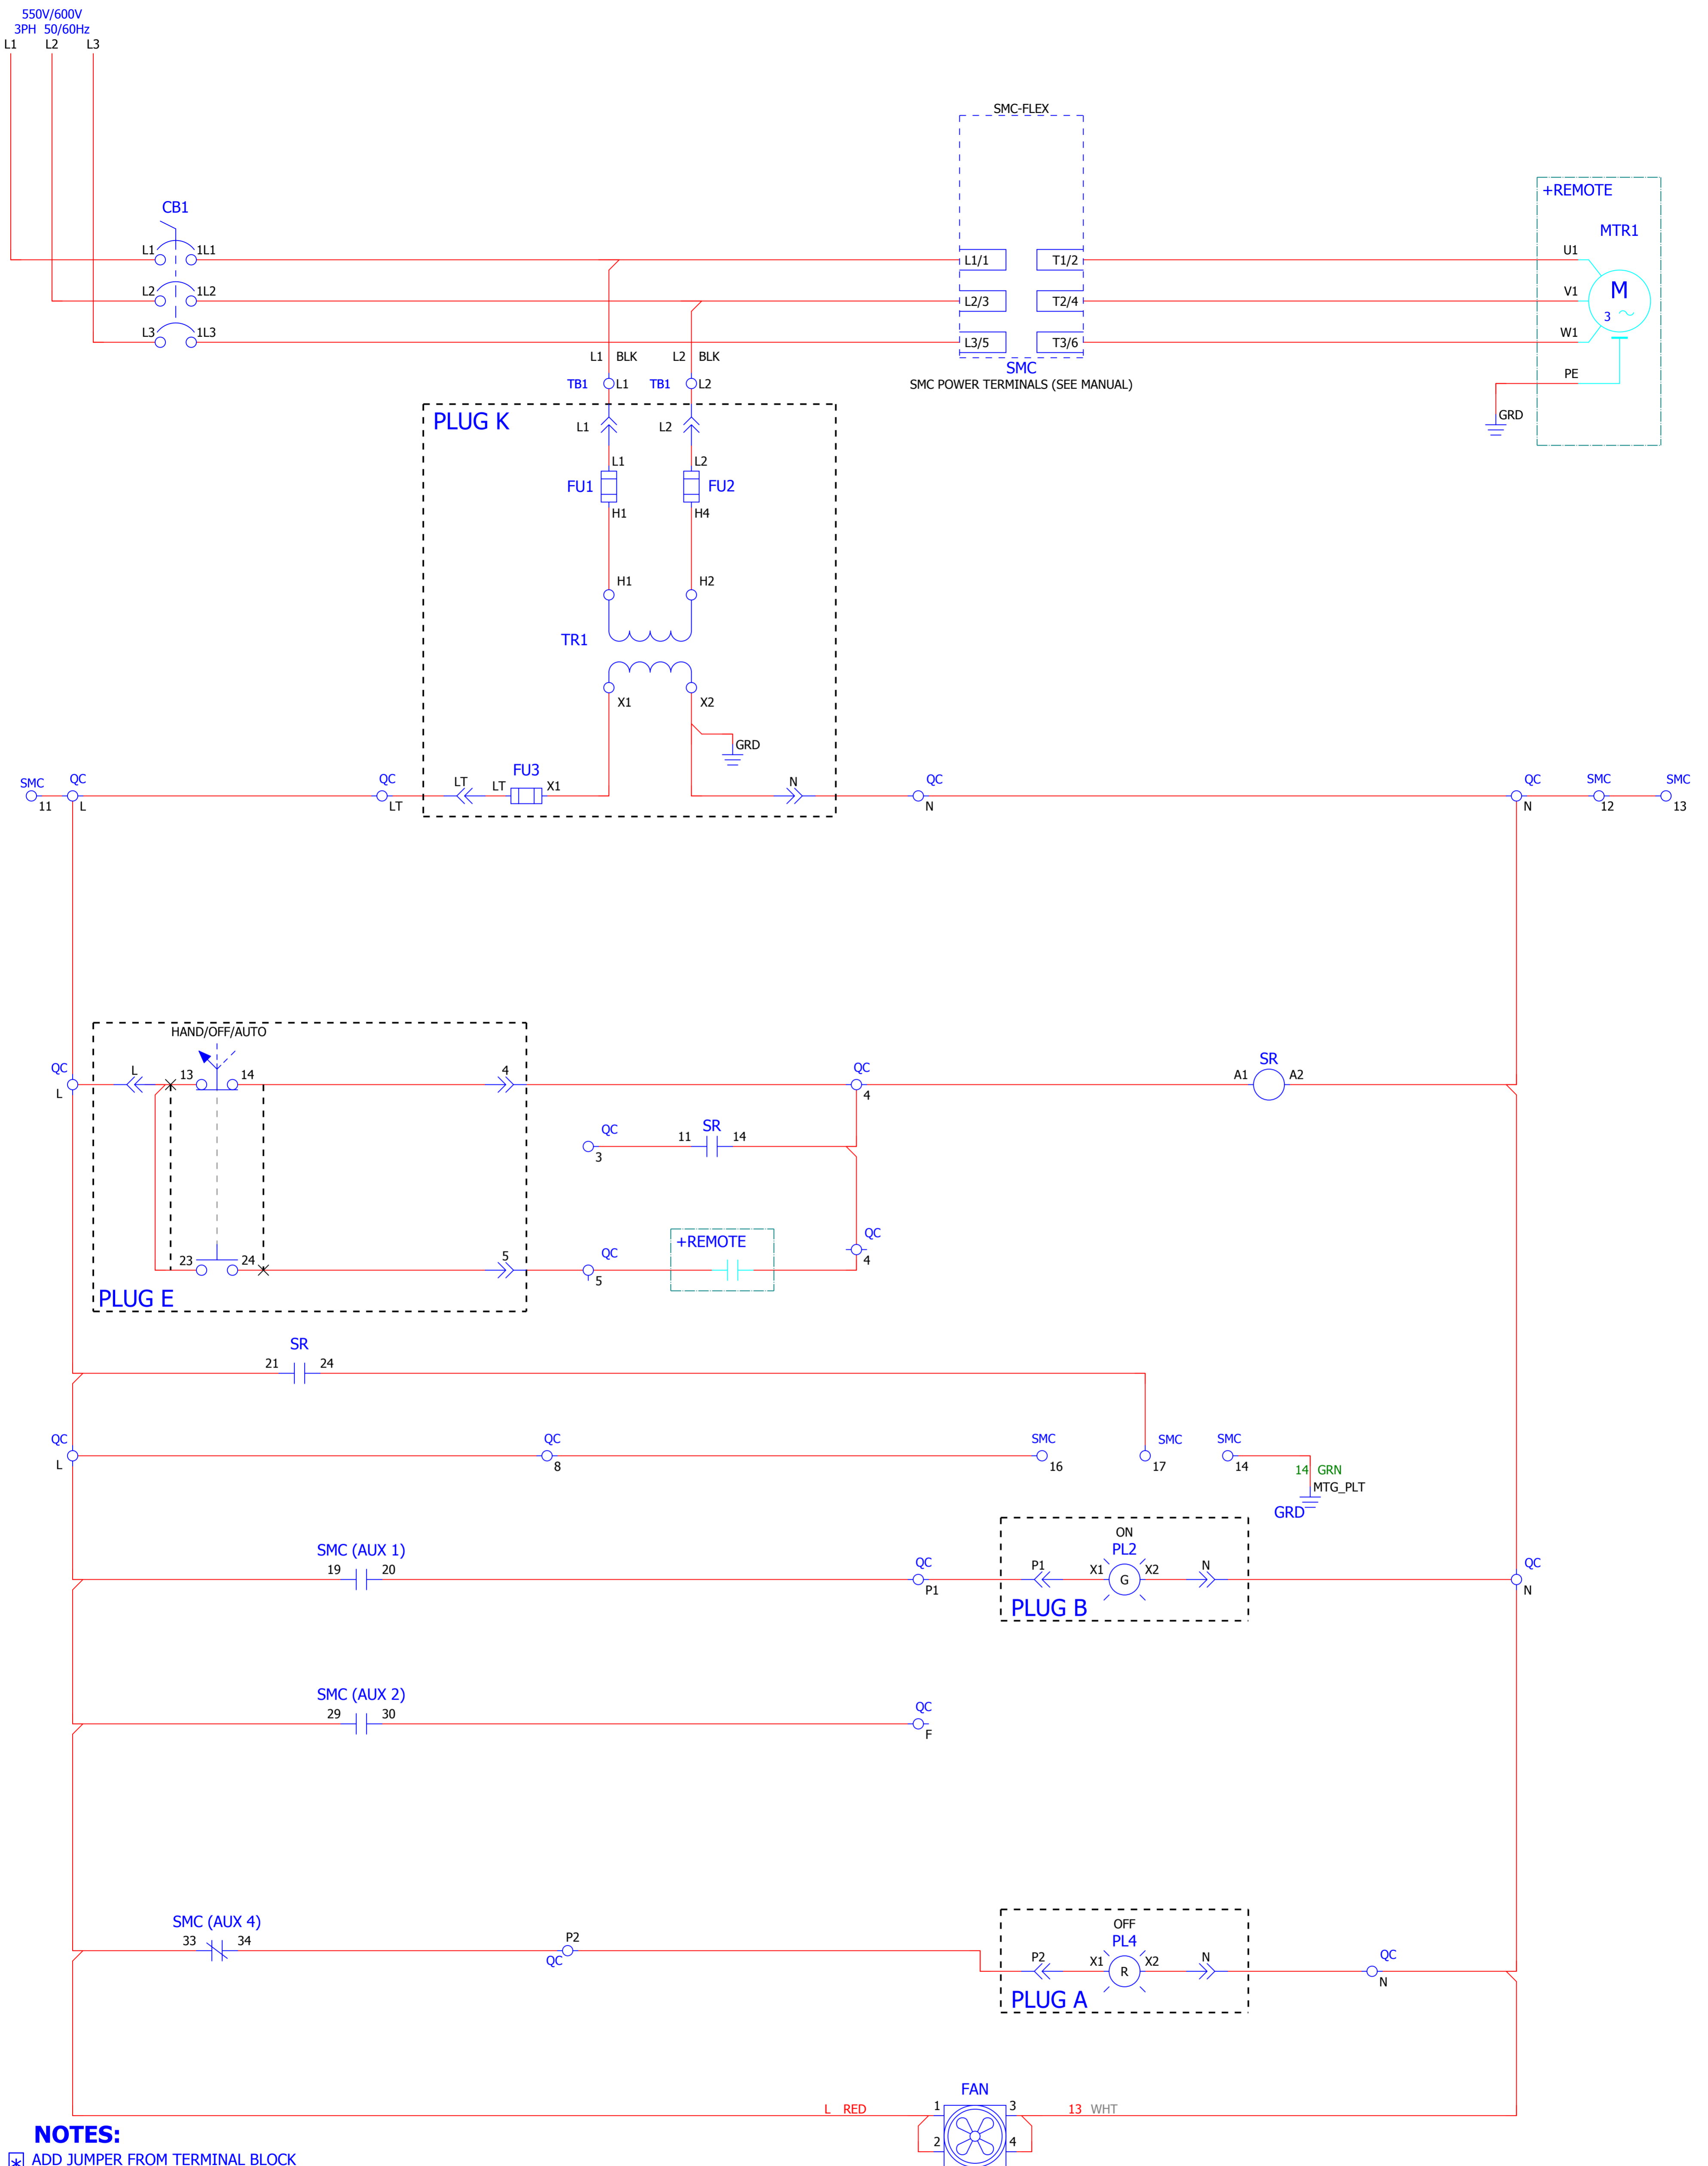 550V/600V
3PH 50/60Hz
L1 L2 L3
SMC-FLEX
+REMOTE
CB1
MTR1
L1 1L1
L1/1 T1/2
U1
L2 1L2
L2/3 T2/4
V1
M
3
L3 1L3
L3/5 T3/6
W1
L1 BLK L2 BLK
SMC
PE
TB1 L1 TB1 L2
SMC POWER TERMINALS (SEE MANUAL)
GRD
PLUG K
L1 L2
L1 L2
FU1 FU2
H1 H4
H1 H2
TR1
X1 X2
GRD
SMC QC QC LT LT FU3 X1 N QC QC SMC SMC
11 L LT N N 12 13
HAND/OFF/AUTO
QC L 13 14 4 QC A1 SR A2
L 4
QC 11 SR 14
3
+REMOTE
QC
23 24 5 QC 4
5
PLUG E
SR
21 24
QC QC SMC SMC SMC
L 8 16 17 14
14 GRN
MTG_PLT
GRD
ON
SMC (AUX 1)
PL2
19 20 QC P1 X1 G X2 N QC
P1 N
PLUG B
SMC (AUX 2)
29 30 QC
F
SMC (AUX 4)
OFF
33 34 P2
QC
PL4
P2 X1 R X2 N QC
N
PLUG A
FAN
L RED 1 3 13 WHT
2 4
NOTES:
* ADD JUMPER FROM TERMINAL BLOCK